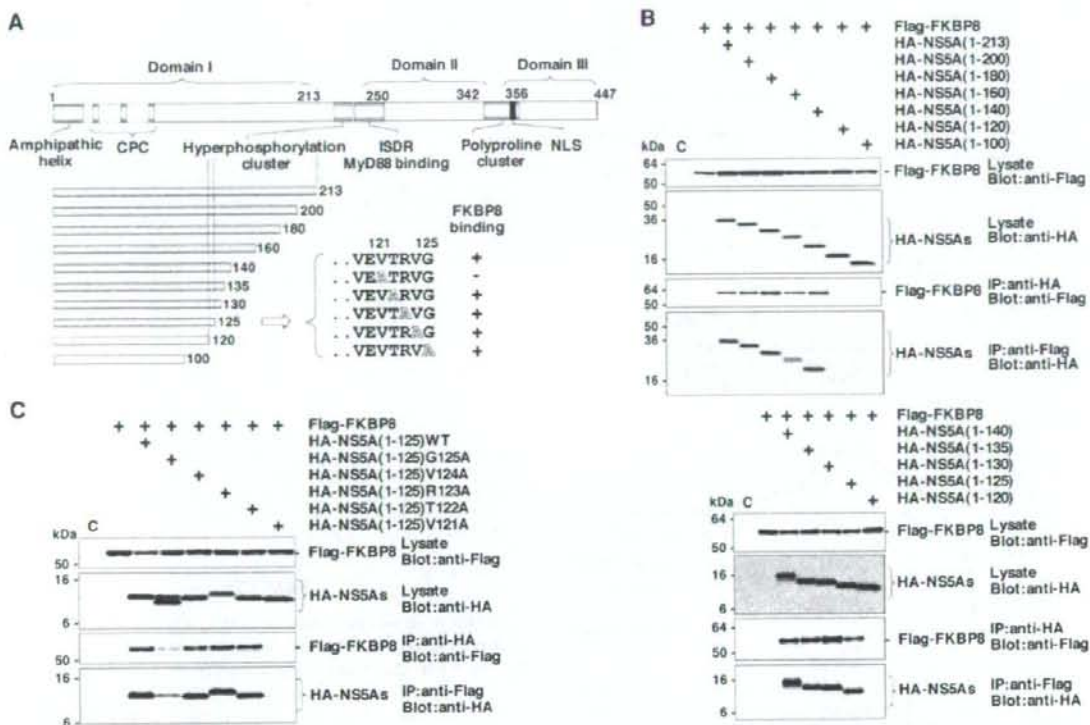 A
Domain I
Domain II
Domain III
1
213
250
342
356
447
Amphipathic helix
CPC
Hyperphosphorylation cluster
ISDR
MyD88 binding
Polyproline cluster
NLS
213
200
180
160
140
135
130
125
120
100
FKBP8 binding
121 125
..VEVTRVG +
..VEATRVG -
..VEVARVG +
..VEVTAVG +
..VEVTRAG +
..VEVTRVA +
B
+ + + + + + + + Flag-FKBP8
+ HA-NS5A(1-213)
+ HA-NS5A(1-200)
+ HA-NS5A(1-180)
+ HA-NS5A(1-160)
+ HA-NS5A(1-140)
+ HA-NS5A(1-120)
+ HA-NS5A(1-100)
kDa C
64
50
Flag-FKBP8 Lysate
Blot:anti-Flag
50
36
16
HA-NS5As Lysate
Blot:anti-HA
64
50
Flag-FKBP8 IP:anti-HA
Blot:anti-Flag
50
36
16
HA-NS5As IP:anti-Flag
Blot:anti-HA
+ + + + + + Flag-FKBP8
+ HA-NS5A(1-140)
+ HA-NS5A(1-135)
+ HA-NS5A(1-130)
+ HA-NS5A(1-125)
+ HA-NS5A(1-120)
kDa C
64
50
Flag-FKBP8 Lysate
Blot:anti-Flag
16
6
HA-NS5As Lysate
Blot:anti-HA
64
50
Flag-FKBP8 IP:anti-HA
Blot:anti-Flag
16
6
HA-NS5As IP:anti-Flag
Blot:anti-HA
C
+ + + + + + + Flag-FKBP8
+ HA-NS5A(1-125)WT
+ HA-NS5A(1-125)G125A
+ HA-NS5A(1-125)V124A
+ HA-NS5A(1-125)R123A
+ HA-NS5A(1-125)T122A
+ HA-NS5A(1-125)V121A
kDa C
50
Flag-FKBP8 Lysate
Blot:anti-Flag
16
6
HA-NS5As Lysate
Blot:anti-HA
50
Flag-FKBP8 IP:anti-HA
Blot:anti-Flag
16
6
HA-NS5As IP:anti-Flag
Blot:anti-HA